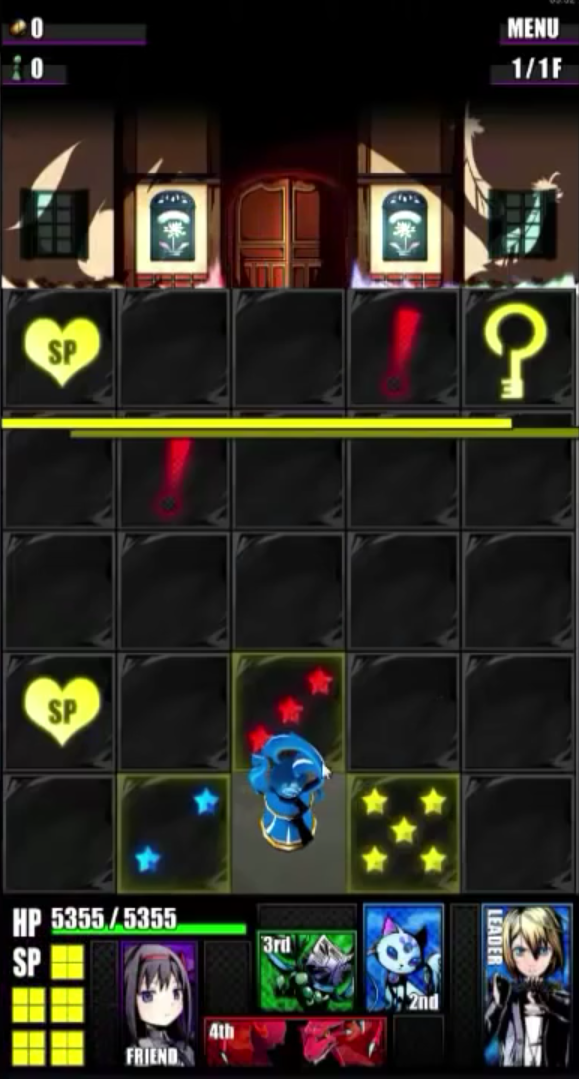 0
MENU
0
1/1F
SP
SP
HP 5355/5355
SP
3rd
2nd
LEADER
FRIEND
4th